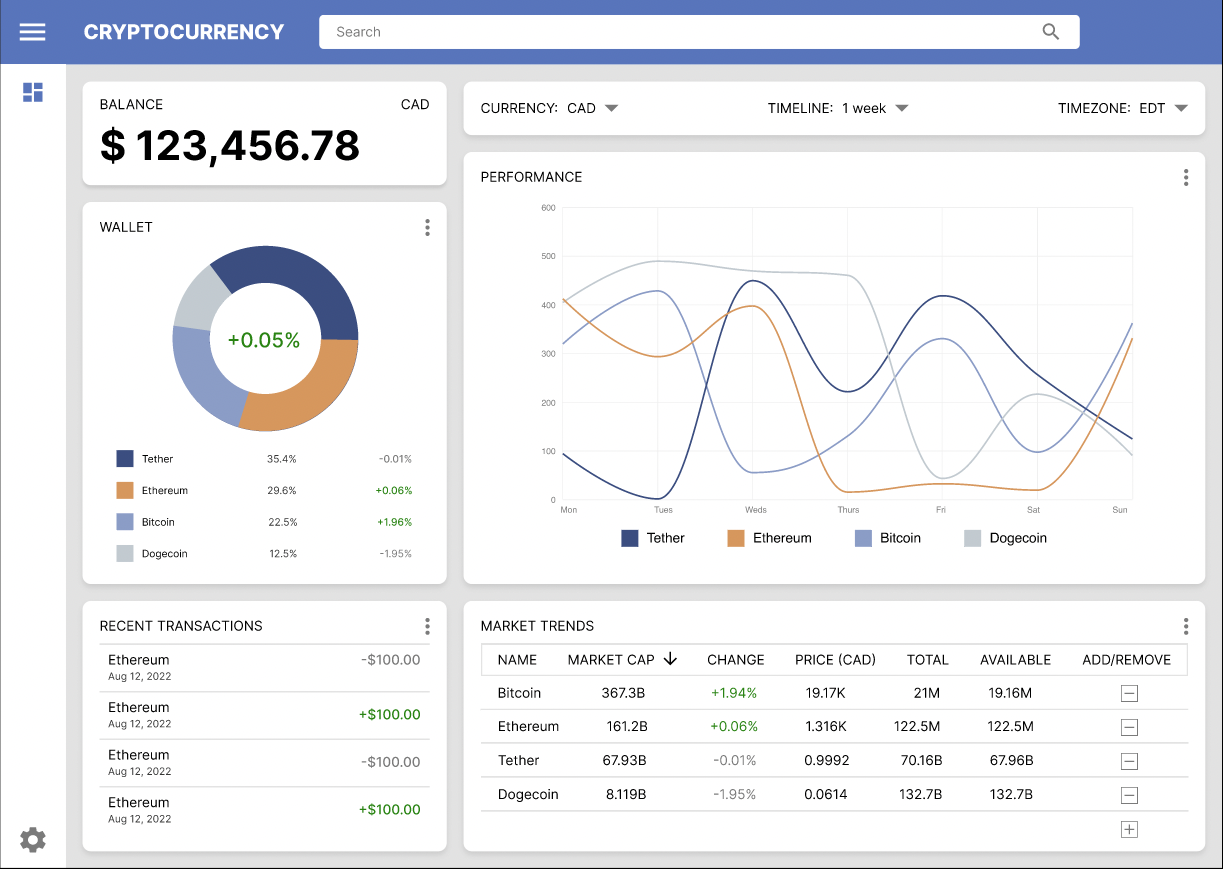 CRYPTOCURRENCY
Search
BALANCE CAD
$ 123,456.78
CURRENCY: CAD TIMELINE: 1 week TIMEZONE: EDT
WALLET
+0.05%
Tether 35.4% -0.01%
Ethereum 29.6% +0.06%
Bitcoin 22.5% +1.96%
Dogecoin 12.5% -1.95%
PERFORMANCE
600
500
400
300
200
100
0
Mon Tues Weds Thurs Fri Sat Sun
Tether Ethereum Bitcoin Dogecoin
RECENT TRANSACTIONS
Ethereum -$100.00
Aug 12, 2022
Ethereum +$100.00
Aug 12, 2022
Ethereum -$100.00
Aug 12, 2022
Ethereum +$100.00
Aug 12, 2022
MARKET TRENDS
NAME MARKET CAP CHANGE PRICE (CAD) TOTAL AVAILABLE ADD/REMOVE
Bitcoin 367.3B +1.94% 19.17K 21M 19.16M
Ethereum 161.2B +0.06% 1.316K 122.5M 122.5M
Tether 67.93B -0.01% 0.9992 70.16B 67.96B
Dogecoin 8.119B -1.95% 0.0614 132.7B 132.7B